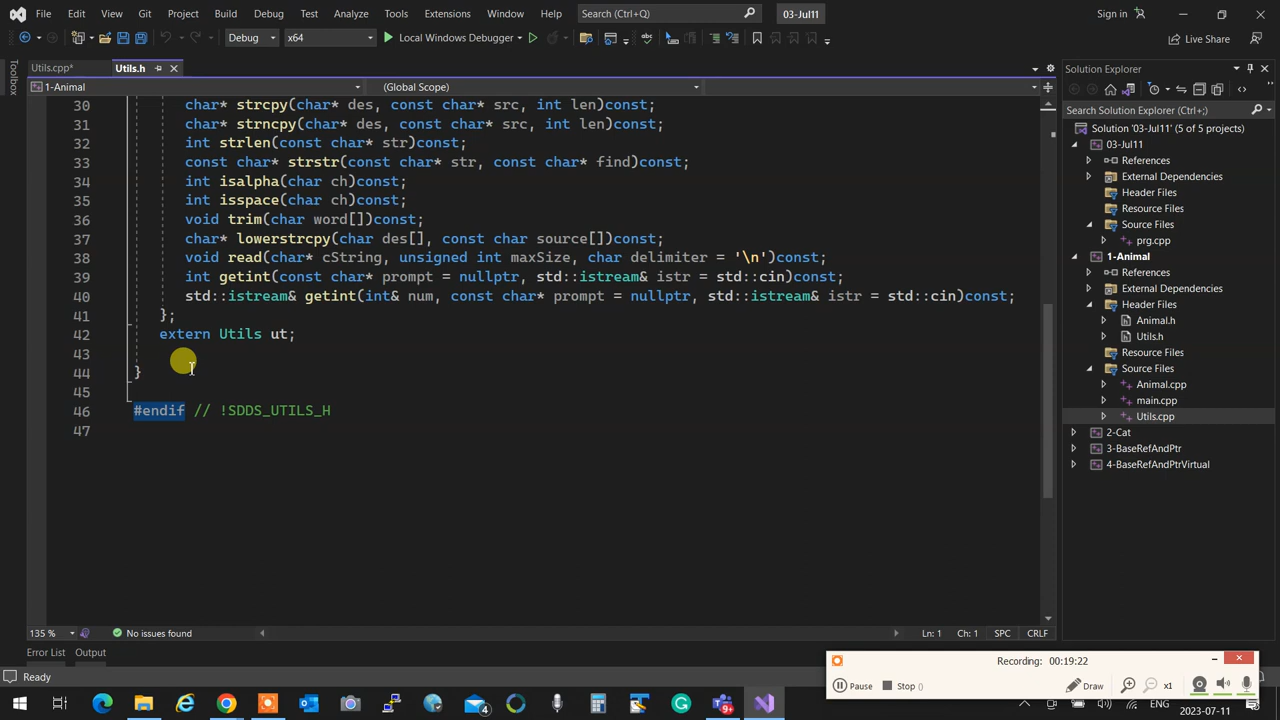 File Edit View Git Project Build Debug Test Analyze Tools Extensions Window Help Search (Ctrl+Q) 03-Jul11 Sign in
Debug x64 Local Windows Debugger Live Share
Toolbox
Utils.cpp* Utils.h
1-Animal (Global Scope)
30 char* strcpy(char* des, const char* src, int len)const;
31 char* strncpy(char* des, const char* src, int len)const;
32 int strlen(const char* str)const;
33 const char* strstr(const char* str, const char* find)const;
34 int isalpha(char ch)const;
35 int isspace(char ch)const;
36 void trim(char word[])const;
37 char* lowerstrcpy(char des[], const char source[])const;
38 void read(char* cString, unsigned int maxSize, char delimiter = '\n')const;
39 int getint(const char* prompt = nullptr, std::istream& istr = std::cin)const;
40 std::istream& getint(int& num, const char* prompt = nullptr, std::istream& istr = std::cin)const;
41 };
42 extern Utils ut;
43
44 }
45
46 #endif // !SDDS_UTILS_H
47
135 % No issues found Ln: 1 Ch: 1 SPC CRLF
Error List Output
Ready
Solution Explorer
Search Solution Explorer (Ctrl+;)
Solution '03-Jul11' (5 of 5 projects)
03-Jul11
References
External Dependencies
Header Files
Resource Files
Source Files
prg.cpp
1-Animal
References
External Dependencies
Header Files
Animal.h
Utils.h
Resource Files
Source Files
Animal.cpp
main.cpp
Utils.cpp
2-Cat
3-BaseRefAndPtr
4-BaseRefAndPtrVirtual
Recording: 00:19:22
Pause Stop () Draw x1
4 9+ ENG 2023-07-11